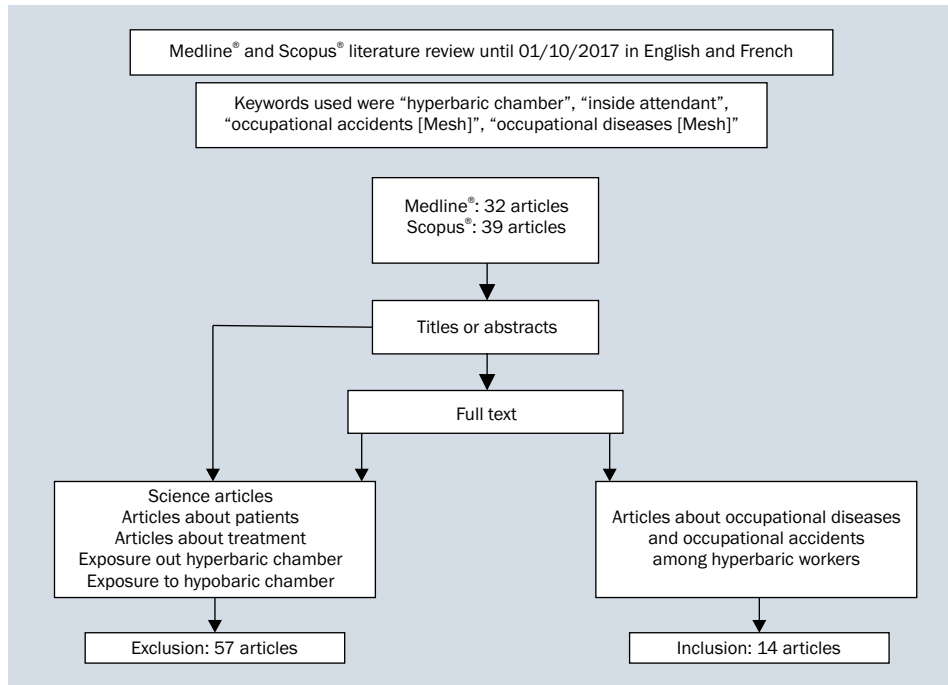 Medline® and Scopus® literature review until 01/10/2017 in English and French
Keywords used were “hyperbaric chamber”, “inside attendant”,
“occupational accidents [Mesh]”, “occupational diseases [Mesh]”
Medline®: 32 articles
Scopus®: 39 articles
Titles or abstracts
Full text
Science articles
Articles about patients
Articles about treatment
Exposure out hyperbaric chamber
Exposure to hypobaric chamber
Articles about occupational diseases
and occupational accidents
among hyperbaric workers
Exclusion: 57 articles
Inclusion: 14 articles